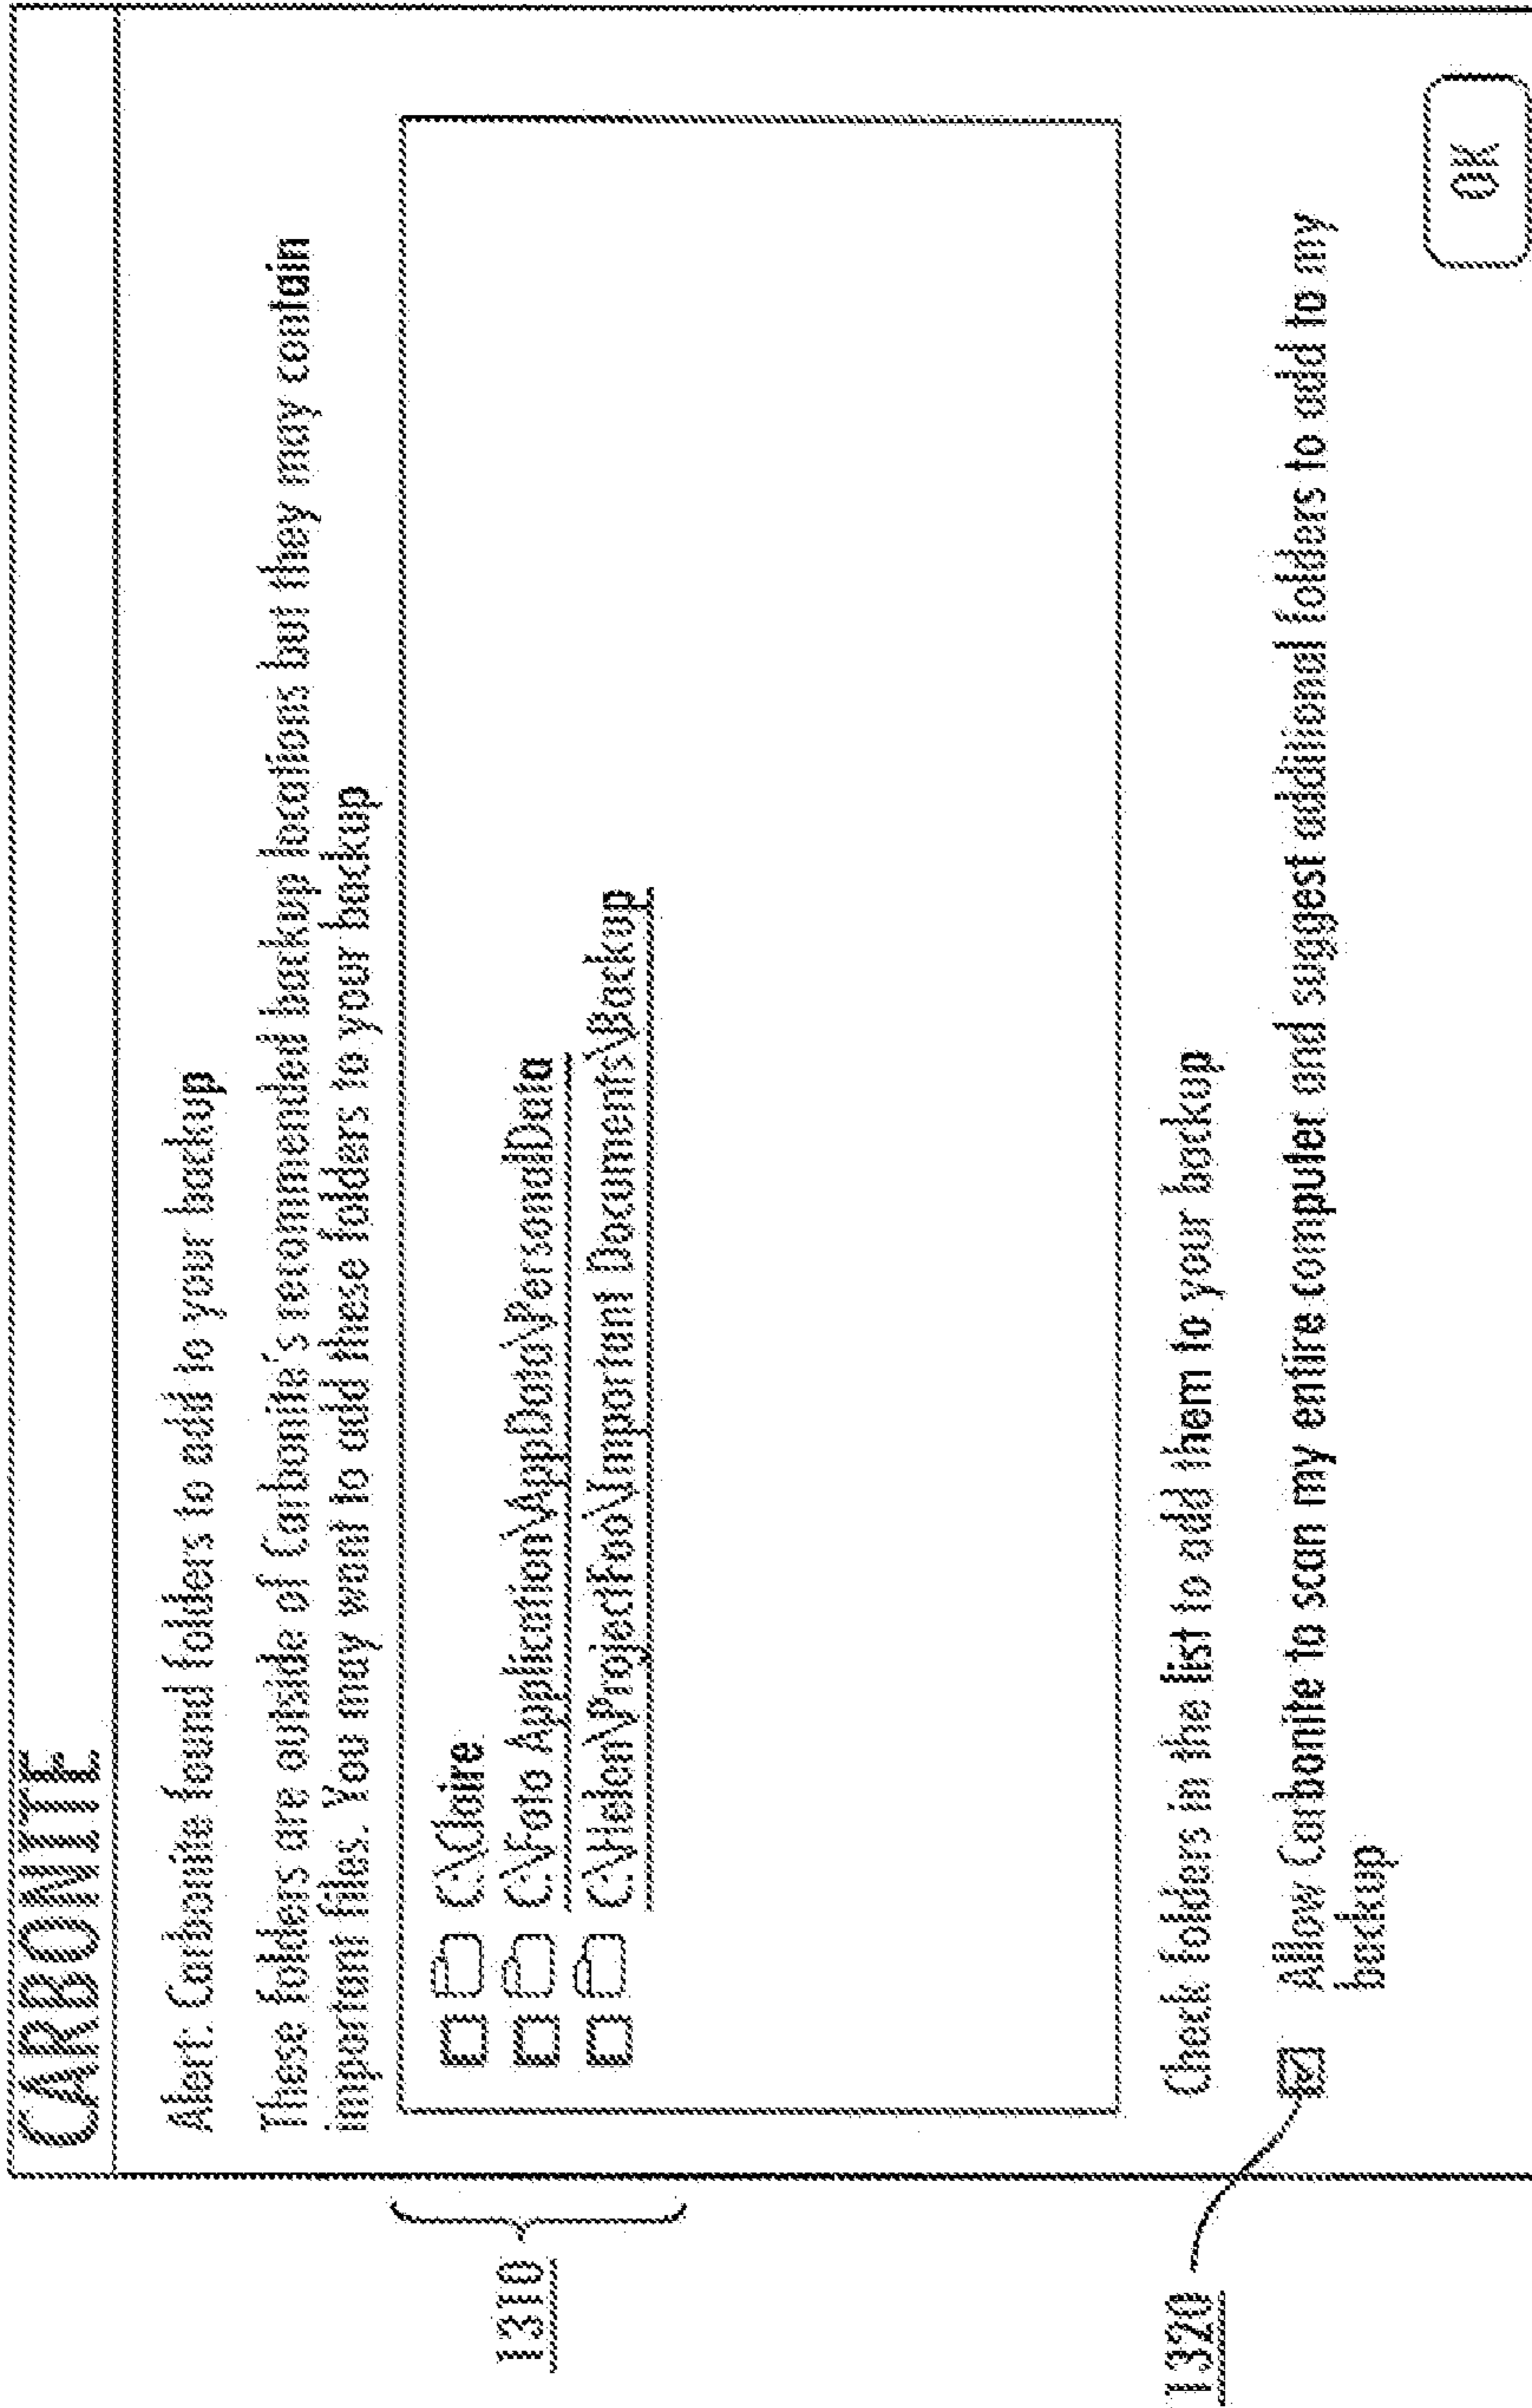 CARBONITE
Alert: Carbonite found folders to add to your backup
These folders are outside of Carbonite's recommended backup locations but they may contain
important files. You may want to add these folders to your backup
C:\Claire
C:\Foto Application\AppData\PersonalData
C:\Helen\ProjectFoo\Important Documents\Backup
1310
Check folders in the list to add them to your backup
1320
Allow Carbonite to scan my entire computer and suggest additional folders to add to my
backup
OK